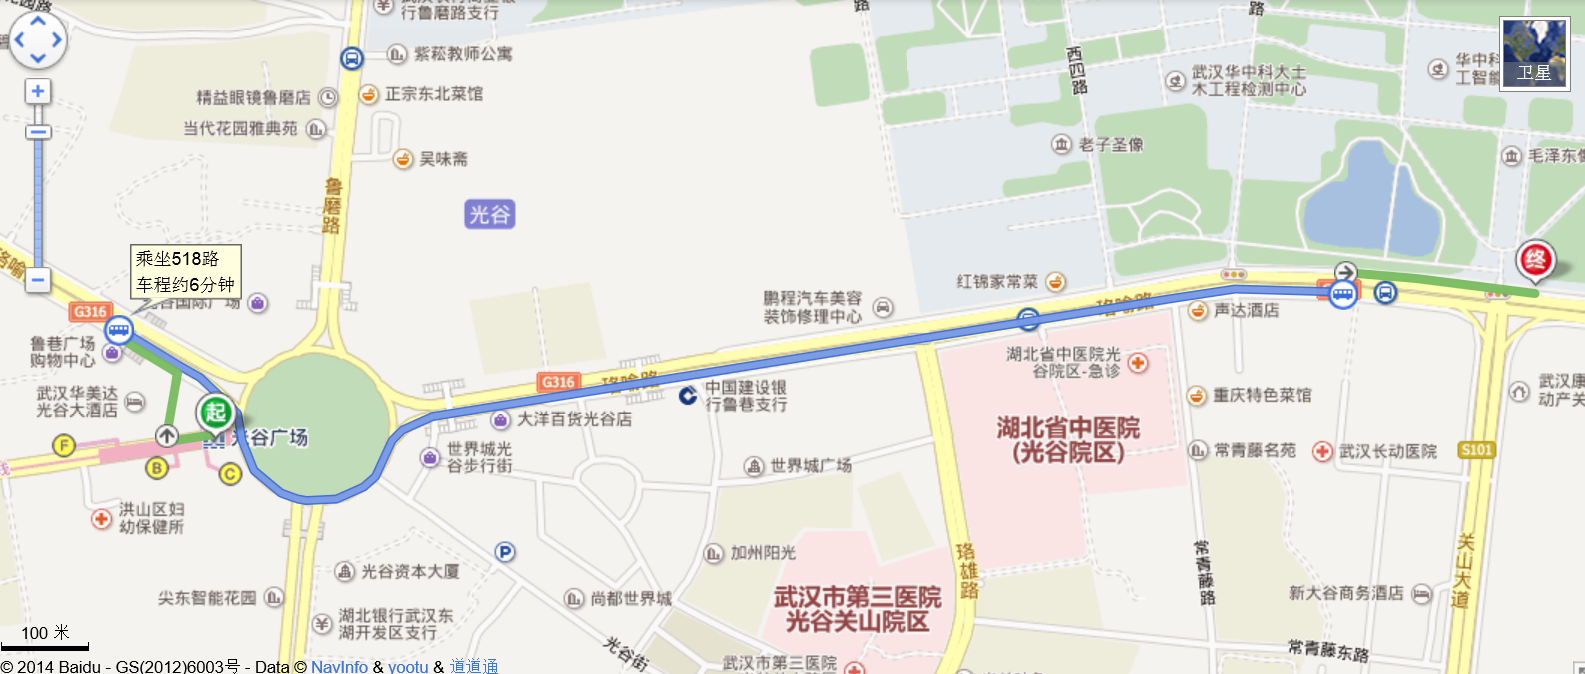 行鲁磨路支行
紫菘教师公寓
精益眼镜鲁磨店
正宗东北菜馆
当代花园雅典苑
吴味斋
鲁磨路
光谷
西四路
路
路
武汉华中科大土
木工程检测中心
华中科
工智能
卫星
老子圣像
毛泽东像
乘坐518路
车程约6分钟
珞喻
谷国际广场
G316
鲁巷广场
购物中心
武汉华美达
光谷大酒店
起
光谷广场
F
B
C
洪山区妇
幼保健所
红锦家常菜
鹏程汽车美容
装饰修理中心
珞喻路
声达酒店
终
G316
珞喻路
中国建设银
行鲁巷支行
大洋百货光谷店
世界城光
谷步行街
世界城广场
湖北省中医院光
谷院区-急诊
湖北省中医院
(光谷院区)
重庆特色菜馆
常青藤名苑
武汉长动医院
武汉康
动产关
S101
P
加州阳光
珞雄路
常青藤路
关山大道
光谷资本大厦
尖东智能花园
湖北银行武汉东
湖开发区支行
尚都世界城
武汉市第三医院
光谷关山院区
新大谷商务酒店
光谷街
武汉市第三医院
常青藤东路
100 米
© 2014 Baidu - GS(2012)6003号 - Data © NavInfo & yootu & 道道通